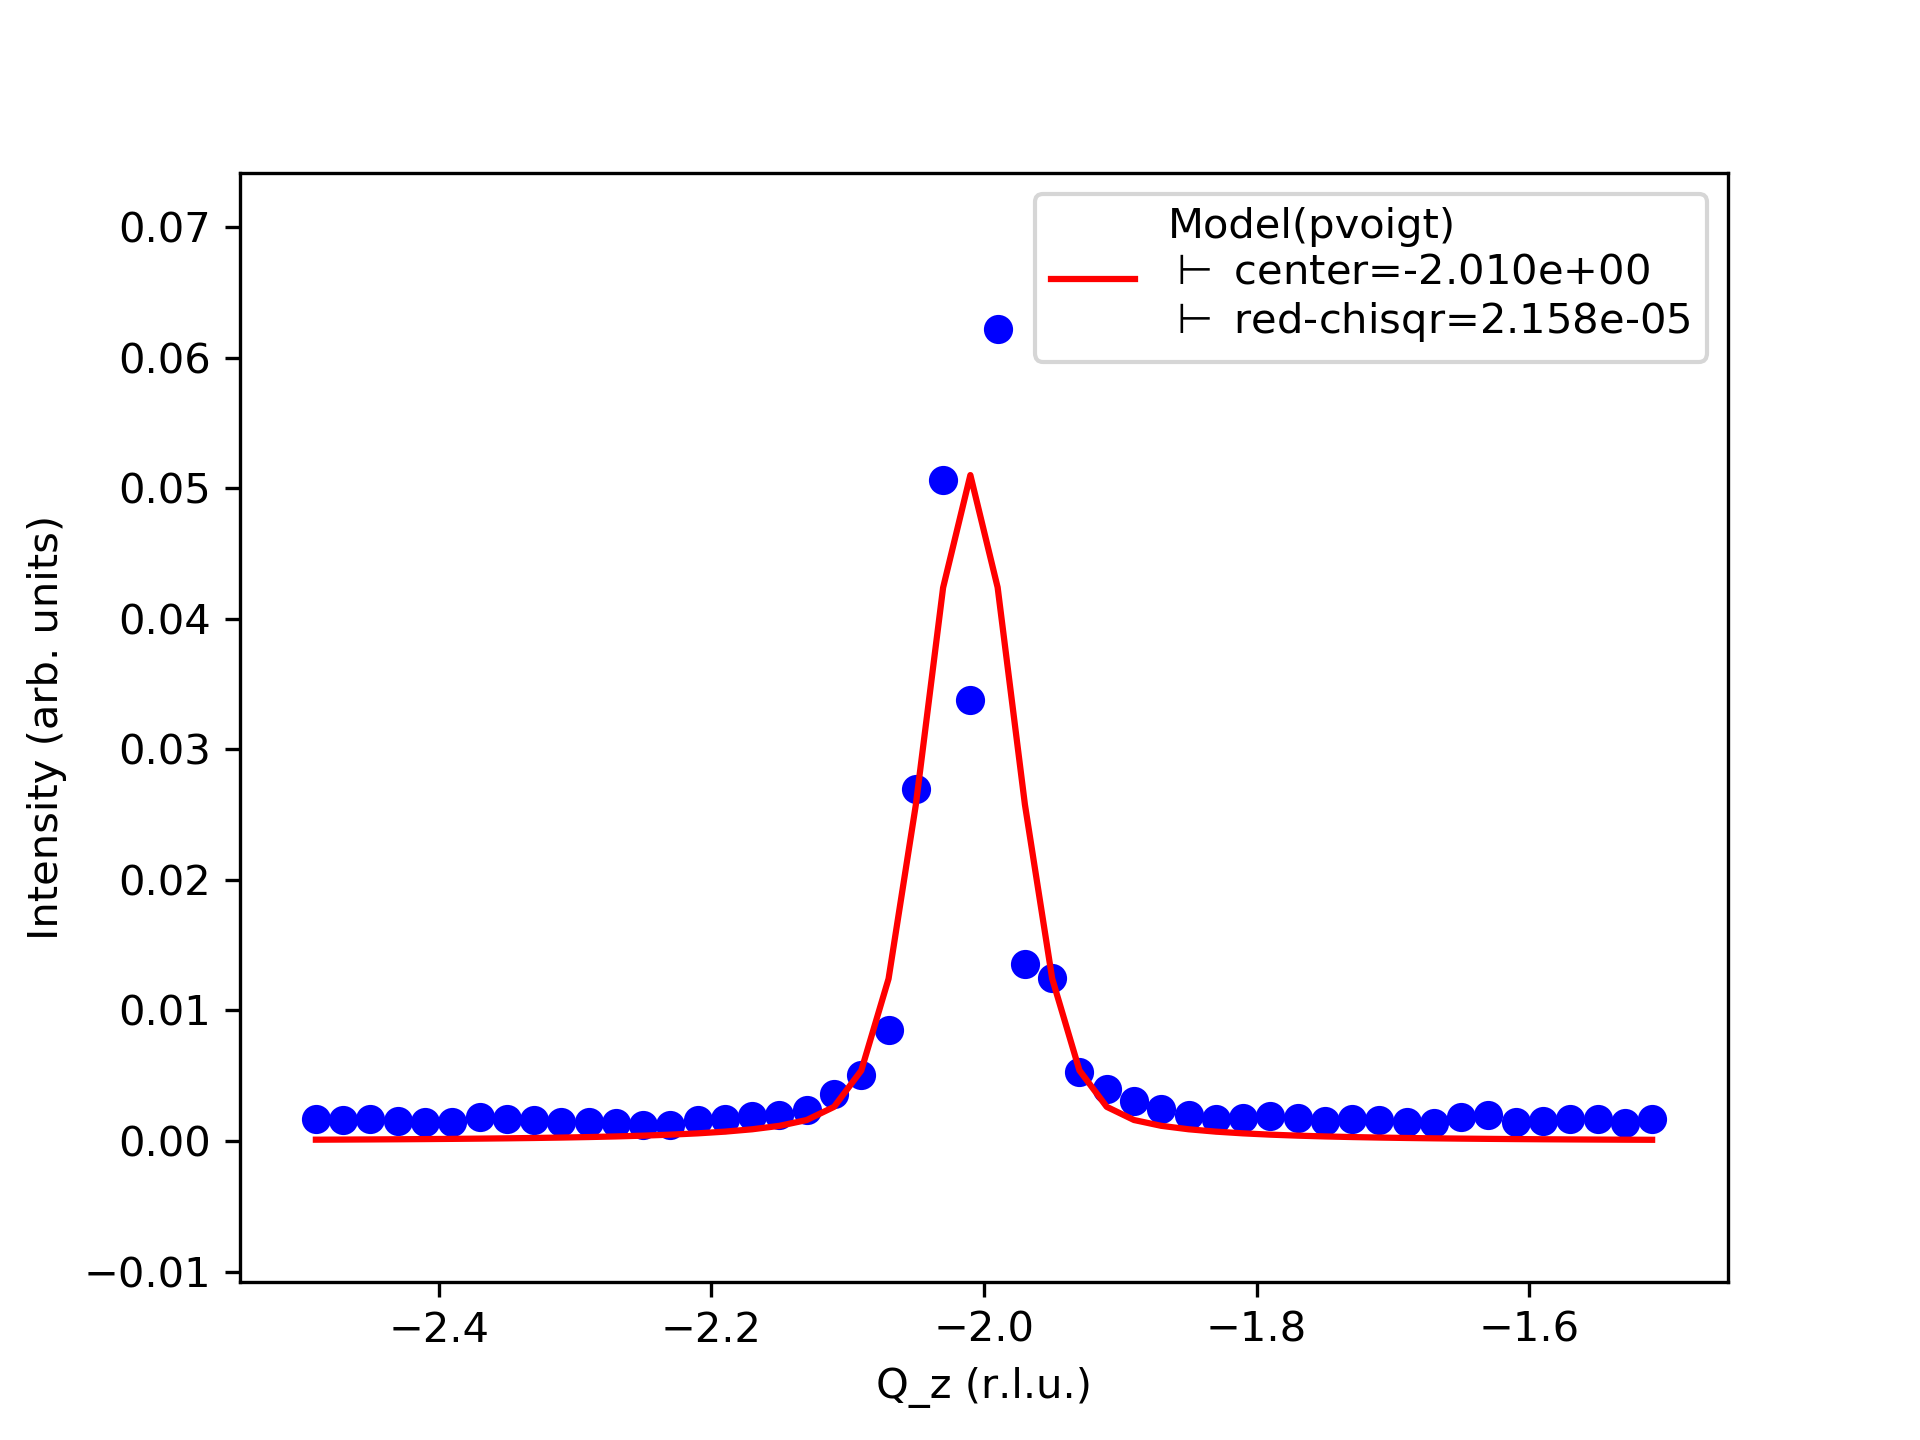 Model(pvoigt)
⊢ center=-2.010e+00
⊢ red-chisqr=2.158e-05
0.07
0.06
0.05
0.04
0.03
0.02
0.01
0.00
−0.01
Intensity (arb. units)
−2.4 −2.2 −2.0 −1.8 −1.6
Q_z (r.l.u.)